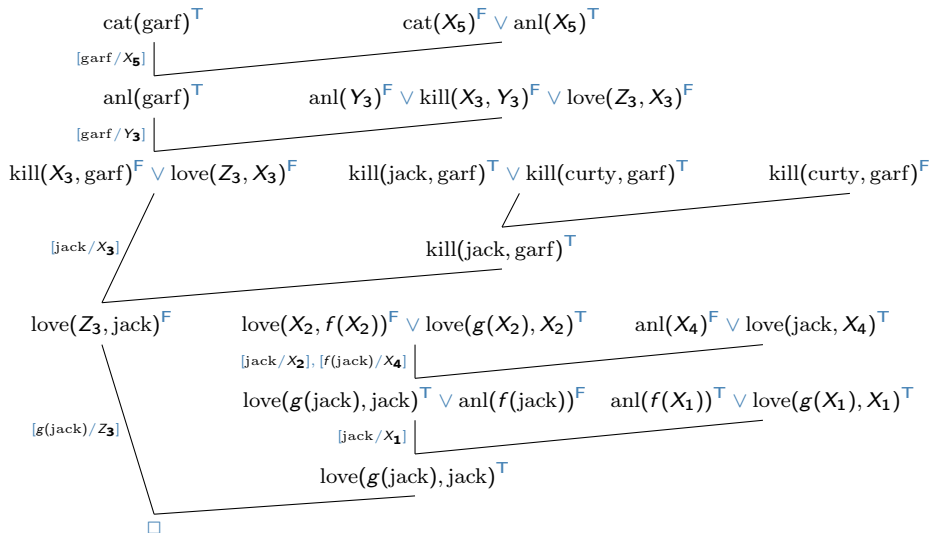 cat(garf)ᵀ cat(X₅)ꟳ ∨ anl(X₅)ᵀ
[garf/X₅]
anl(garf)ᵀ anl(Y₃)ꟳ ∨ kill(X₃, Y₃)ꟳ ∨ love(Z₃, X₃)ꟳ
[garf/Y₃]
kill(X₃, garf)ꟳ ∨ love(Z₃, X₃)ꟳ kill(jack, garf)ᵀ ∨ kill(curty, garf)ᵀ kill(curty, garf)ꟳ
[jack/X₃] kill(jack, garf)ᵀ
love(Z₃, jack)ꟳ love(X₂, f(X₂))ꟳ ∨ love(g(X₂), X₂)ᵀ anl(X₄)ꟳ ∨ love(jack, X₄)ᵀ
[jack/X₂], [f(jack)/X₄]
love(g(jack), jack)ᵀ ∨ anl(f(jack))ꟳ anl(f(X₁))ᵀ ∨ love(g(X₁), X₁)ᵀ
[g(jack)/Z₃] [jack/X₁]
love(g(jack), jack)ᵀ
□